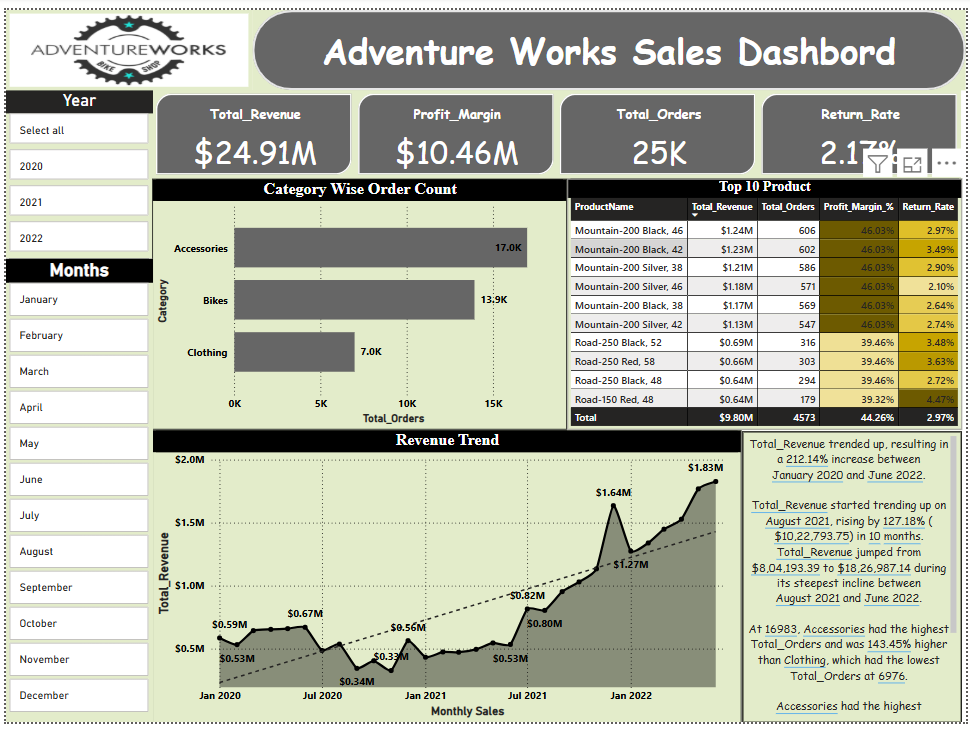 ADVENTUREWORKS
BIKE SHOP
Adventure Works Sales Dashbord
Year
Select all
2020
2021
2022
Months
January
February
March
April
May
June
July
August
September
October
November
December
Total_Revenue
$24.91M
Profit_Margin
$10.46M
Total_Orders
25K
Return_Rate
2.17%
Category Wise Order Count
Category
Accessories
17.0K
Bikes
13.9K
Clothing
7.0K
0K 5K 10K 15K
Total_Orders
Top 10 Product
ProductName Total_Revenue Total_Orders Profit_Margin_% Return_Rate
Mountain-200 Black, 46 $1.24M 606 46.03% 2.97%
Mountain-200 Black, 42 $1.23M 602 46.03% 3.49%
Mountain-200 Silver, 38 $1.21M 586 46.03% 2.90%
Mountain-200 Silver, 46 $1.18M 571 46.03% 2.10%
Mountain-200 Black, 38 $1.17M 569 46.03% 2.64%
Mountain-200 Silver, 42 $1.13M 547 46.03% 2.74%
Road-250 Black, 52 $0.69M 316 39.46% 3.48%
Road-250 Red, 58 $0.66M 303 39.46% 3.63%
Road-250 Black, 48 $0.64M 294 39.46% 2.72%
Road-150 Red, 48 $0.64M 179 39.32% 4.47%
Total $9.80M 4573 44.26% 2.97%
Revenue Trend
Total_Revenue
$2.0M
$1.5M
$1.0M
$0.5M
$0.59M
$0.53M
$0.67M
$0.34M
$0.33M
$0.56M
$0.53M
$0.82M
$0.80M
$1.64M
$1.27M
$1.83M
Jan 2020 Jul 2020 Jan 2021 Jul 2021 Jan 2022
Monthly Sales
Total_Revenue trended up, resulting in
a 212.14% increase between
January 2020 and June 2022.
Total_Revenue started trending up on
August 2021, rising by 127.18% (
$10,22,793.75) in 10 months.
Total_Revenue jumped from
$8,04,193.39 to $18,26,987.14 during
its steepest incline between
August 2021 and June 2022.
At 16983, Accessories had the highest
Total_Orders and was 143.45% higher
than Clothing, which had the lowest
Total_Orders at 6976.
Accessories had the highest